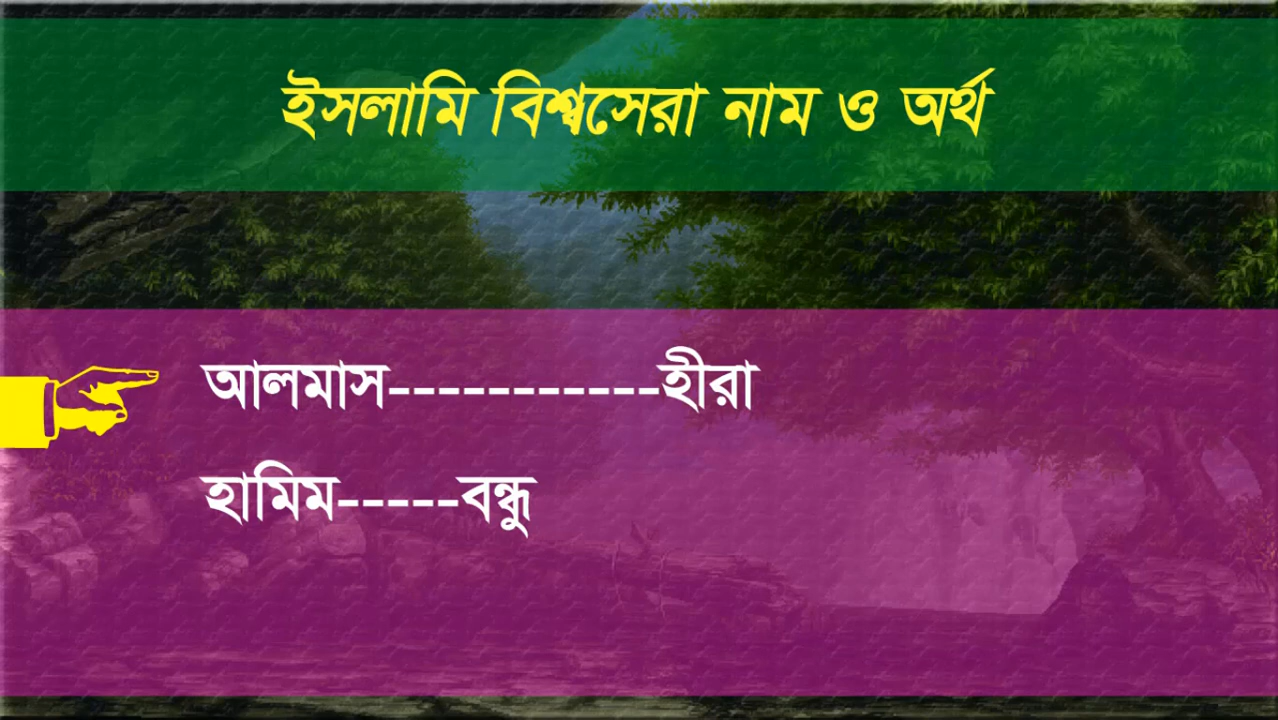 ইসলামি বিশ্বসেরা নাম ও অর্থ
আলমাস-----------হীরা
হামিম-----বন্ধু